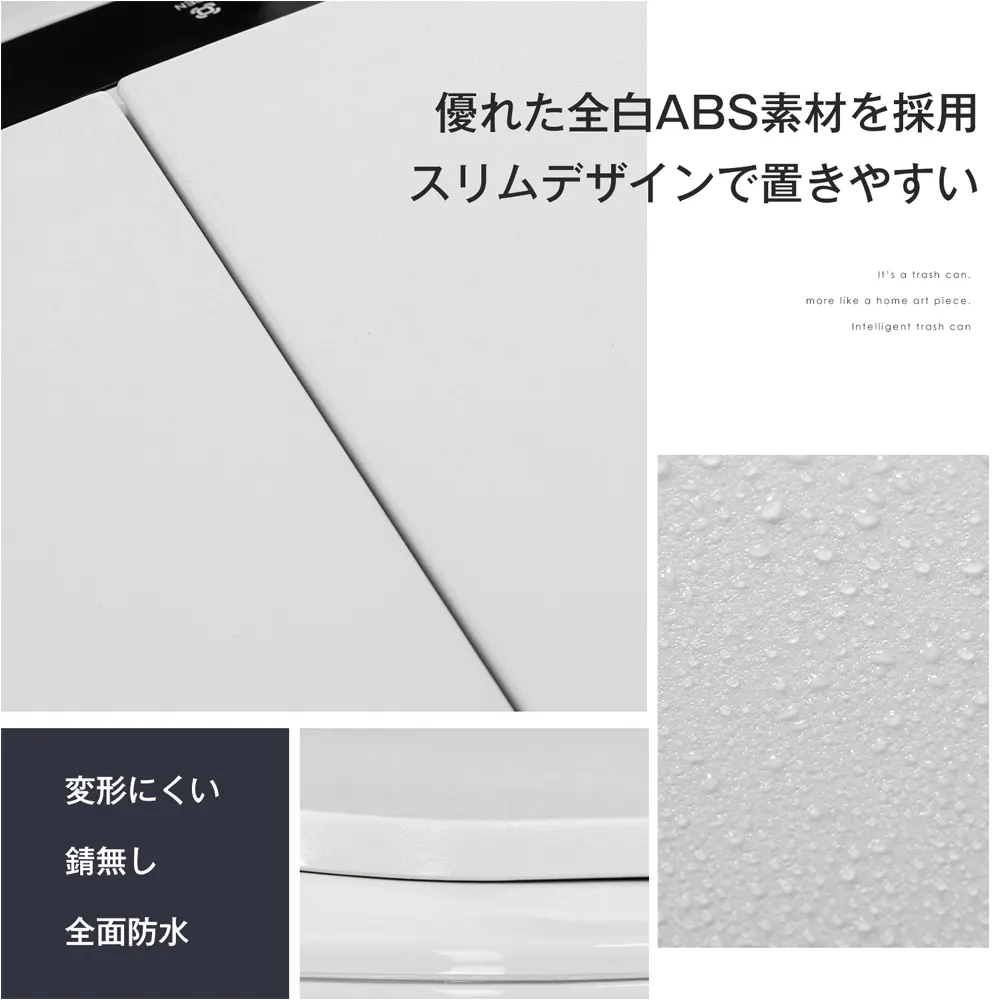 優れた全白ABS素材を採用
スリムデザインで置きやすい
It's a trash can,
more like a home art piece.
Intelligent trash can
変形にくい
錆無し
全面防水